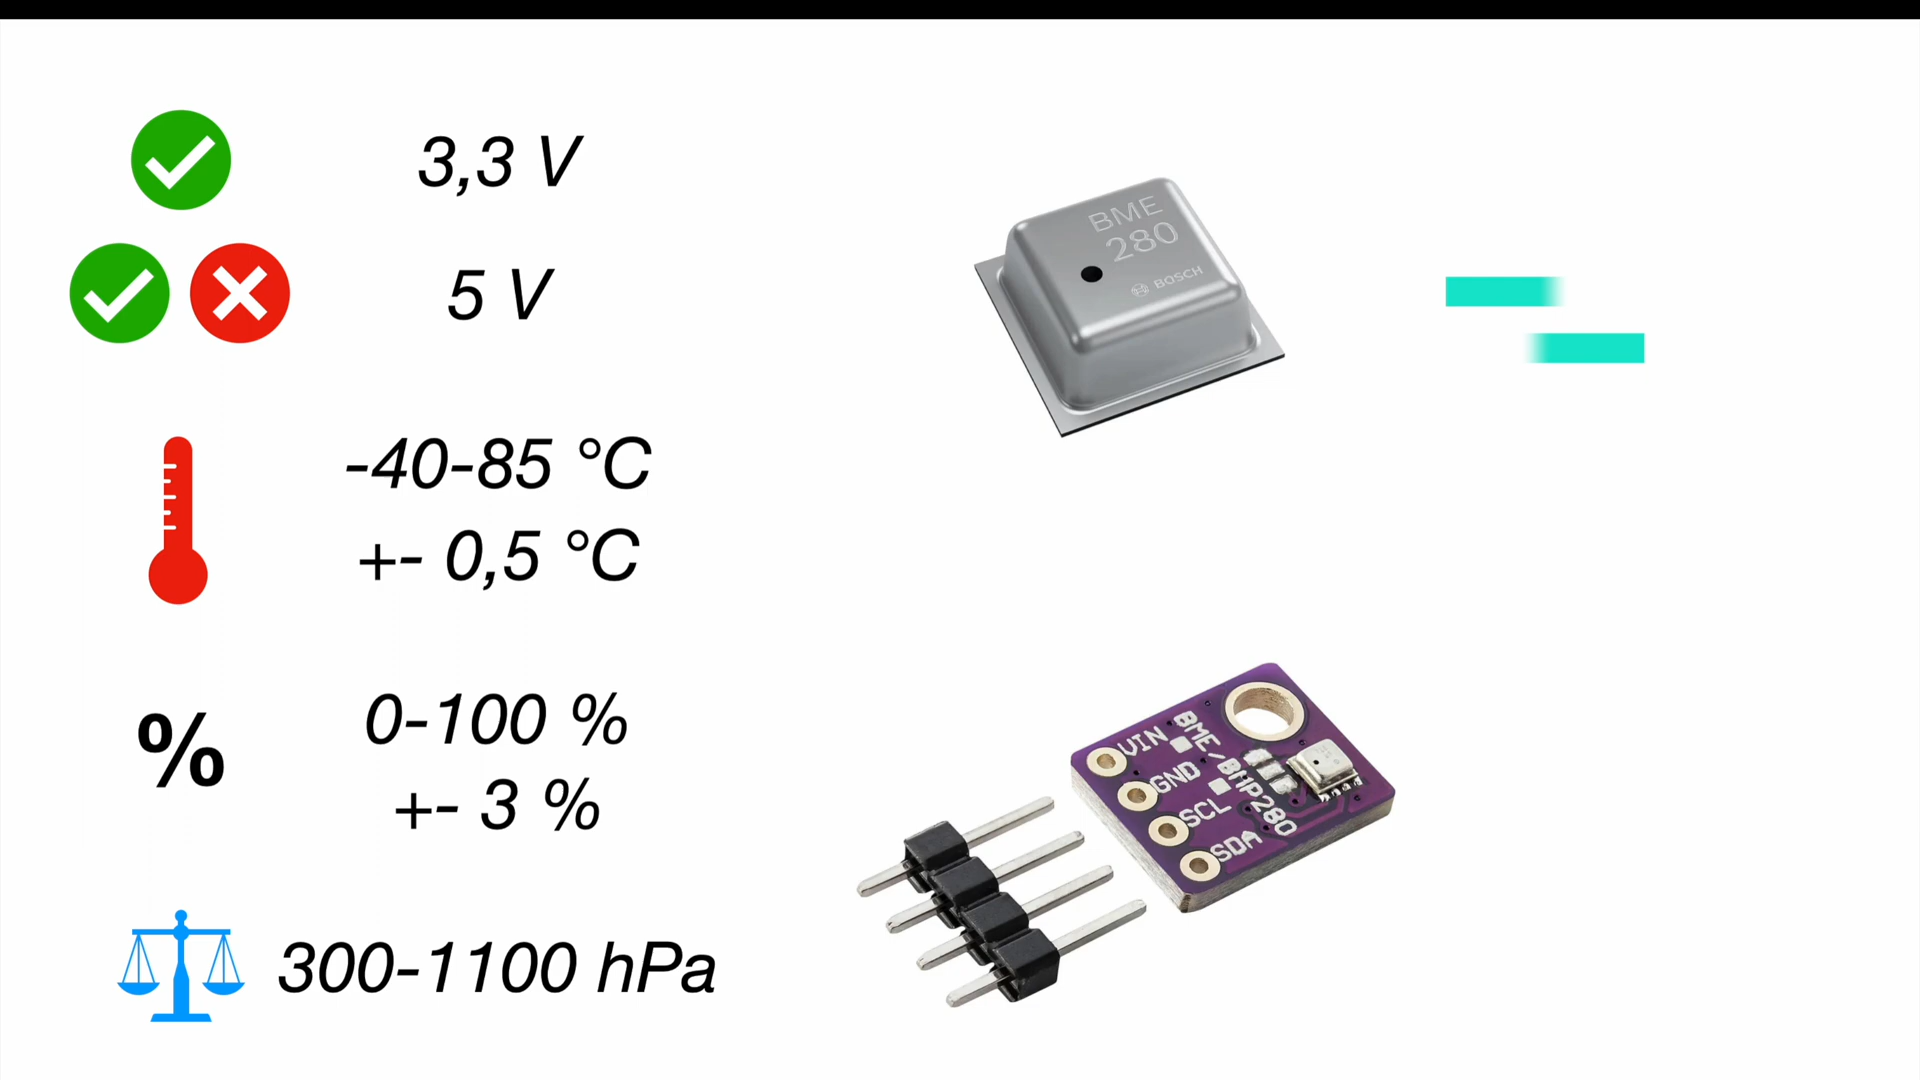 3,3 V
5 V
-40-85 °C
+- 0,5 °C
%
0-100 %
+- 3 %
300-1100 hPa
BME
280
BOSCH
VIN
GND
SCL
SDA
BME/BMP280